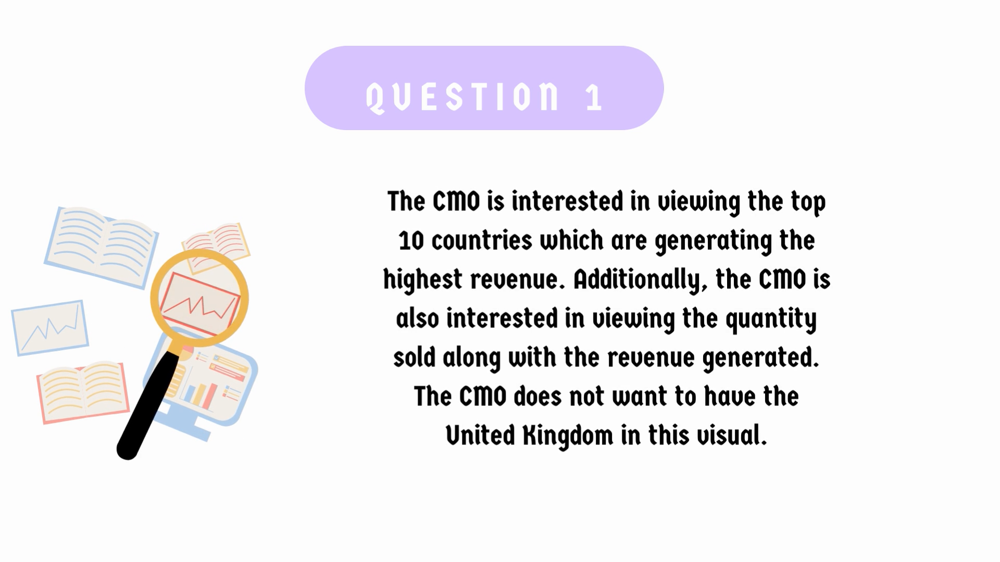 QUESTION 1
The CMO is interested in viewing the top
10 countries which are generating the
highest revenue. Additionally, the CMO is
also interested in viewing the quantity
sold along with the revenue generated.
The CMO does not want to have the
United Kingdom in this visual.